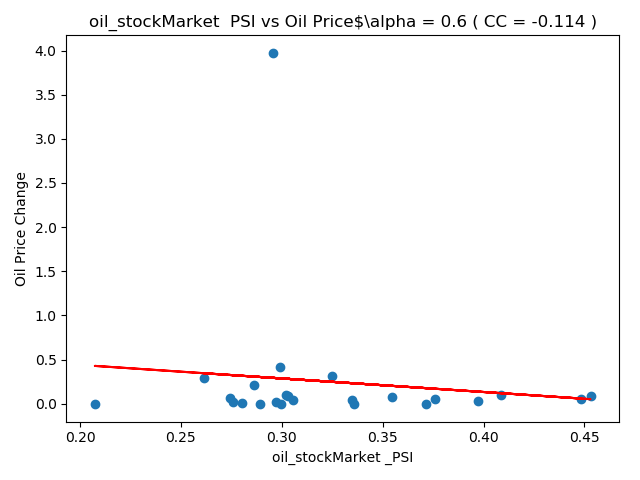 oil_stockMarket  PSI vs Oil Price$\alpha = 0.6 ( CC = -0.114 )
4.0
3.5
3.0
2.5
2.0
1.5
1.0
0.5
0.0
Oil Price Change
0.20 0.25 0.30 0.35 0.40 0.45
oil_stockMarket _PSI